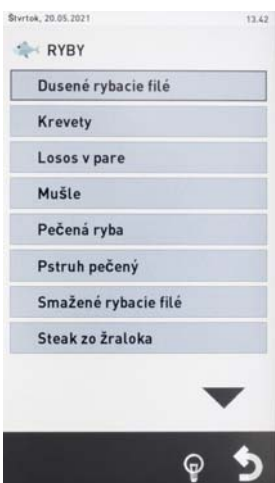 Štvrtok, 20.05.2021 13.42
RYBY
Dusené rybacie filé
Krevety
Losos v pare
Mušle
Pečená ryba
Pstruh pečený
Smažené rybacie filé
Steak zo žraloka